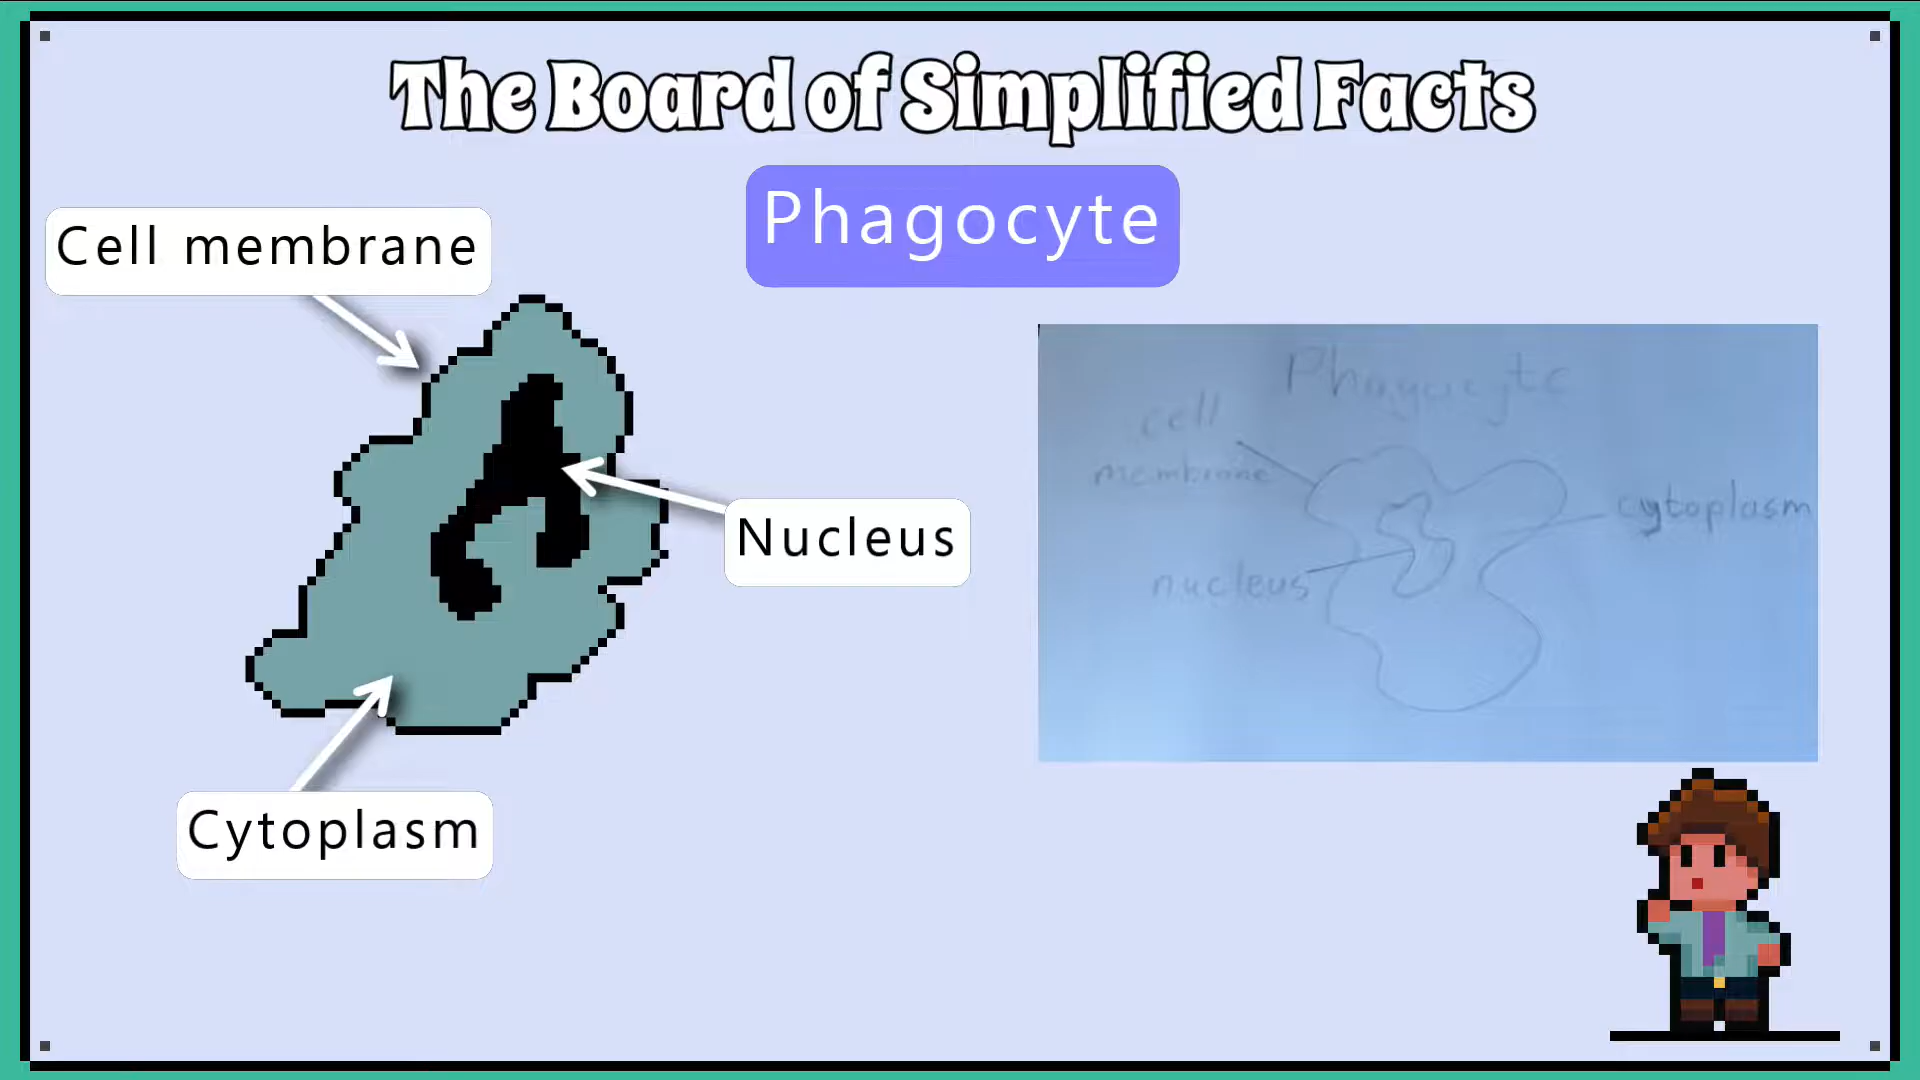 The Board of Simplified Facts
Phagocyte
Cell membrane
Nucleus
Cytoplasm
Phagocyte
cell
membrane
cytoplasm
nucleus